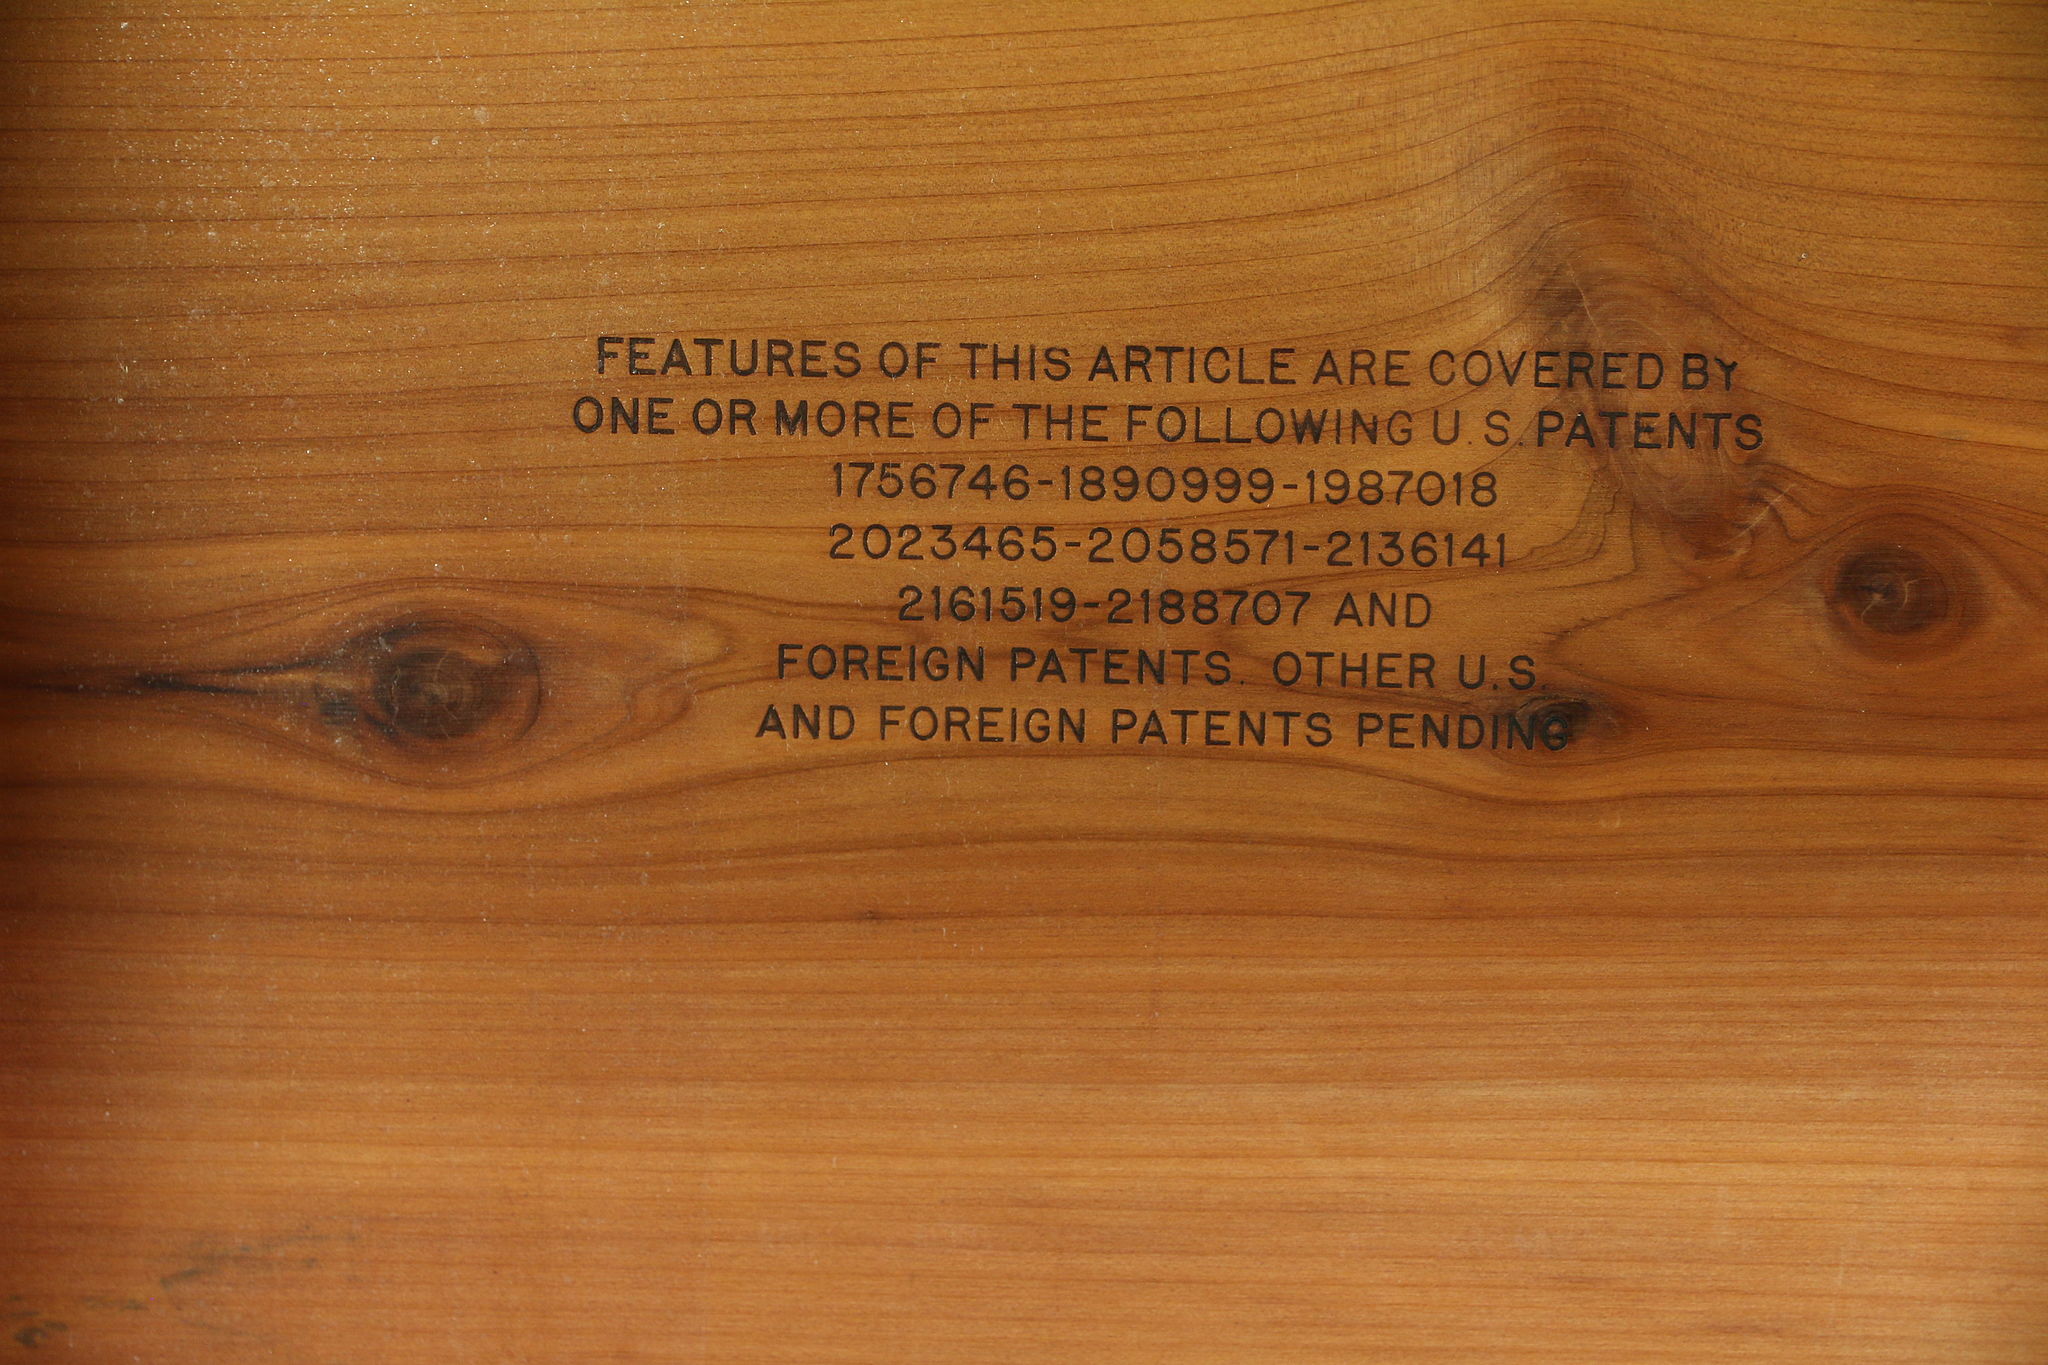 FEATURES OF THIS ARTICLE ARE COVERED BY
ONE OR MORE OF THE FOLLOWING U.S. PATENTS
1756746-1890999-1987018
2023465-2058571-2136141
2161519-2188707 AND
FOREIGN PATENTS. OTHER U.S.
AND FOREIGN PATENTS PENDING